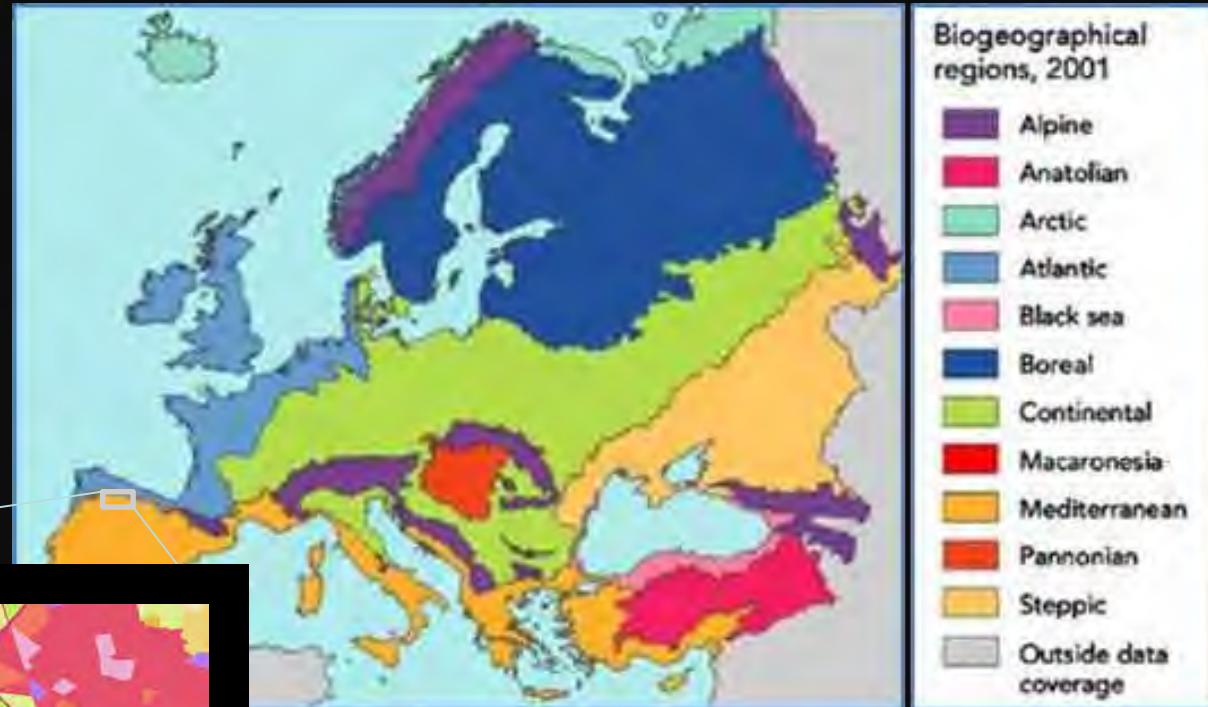 Biogeographical
regions, 2001
Alpine
Anatolian
Arctic
Atlantic
Black sea
Boreal
Continental
Macaronesia
Mediterranean
Pannonian
Steppic
Outside data
coverage